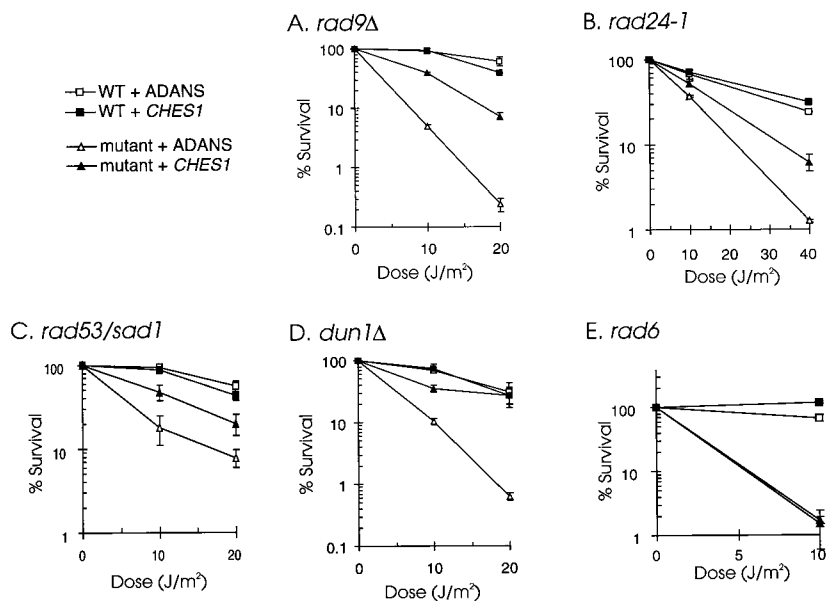 A. rad9Δ
B. rad24-1
WT + ADANS
WT + CHES1
mutant + ADANS
mutant + CHES1
% Survival
100
10
1
0.1
0
10
20
Dose (J/m²)
% Survival
100
10
1
0
10
20
30
40
Dose (J/m²)
C. rad53/sad1
D. dun1Δ
E. rad6
% Survival
100
10
1
0
10
20
Dose (J/m²)
% Survival
100
10
1
0.1
0
10
20
Dose (J/m²)
% Survival
100
10
1
0
5
10
Dose (J/m²)